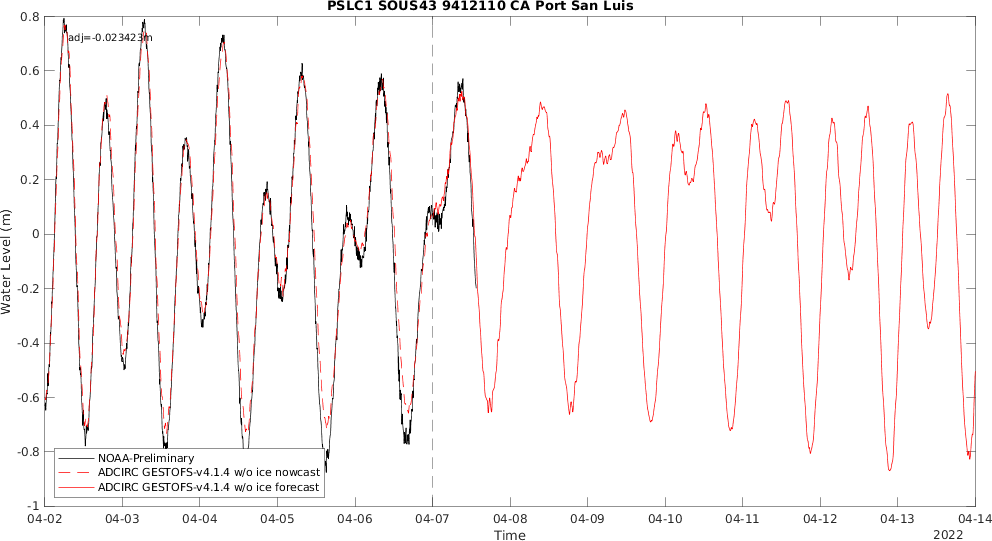 PSLC1 SOUS43 9412110 CA Port San Luis
adj=-0.023423m
Water Level (m)
0.8
0.6
0.4
0.2
0
-0.2
-0.4
-0.6
-0.8
-1
NOAA-Preliminary
ADCIRC GESTOFS-v4.1.4 w/o ice nowcast
ADCIRC GESTOFS-v4.1.4 w/o ice forecast
04-02 04-03 04-04 04-05 04-06 04-07 04-08 04-09 04-10 04-11 04-12 04-13 04-14
Time
2022